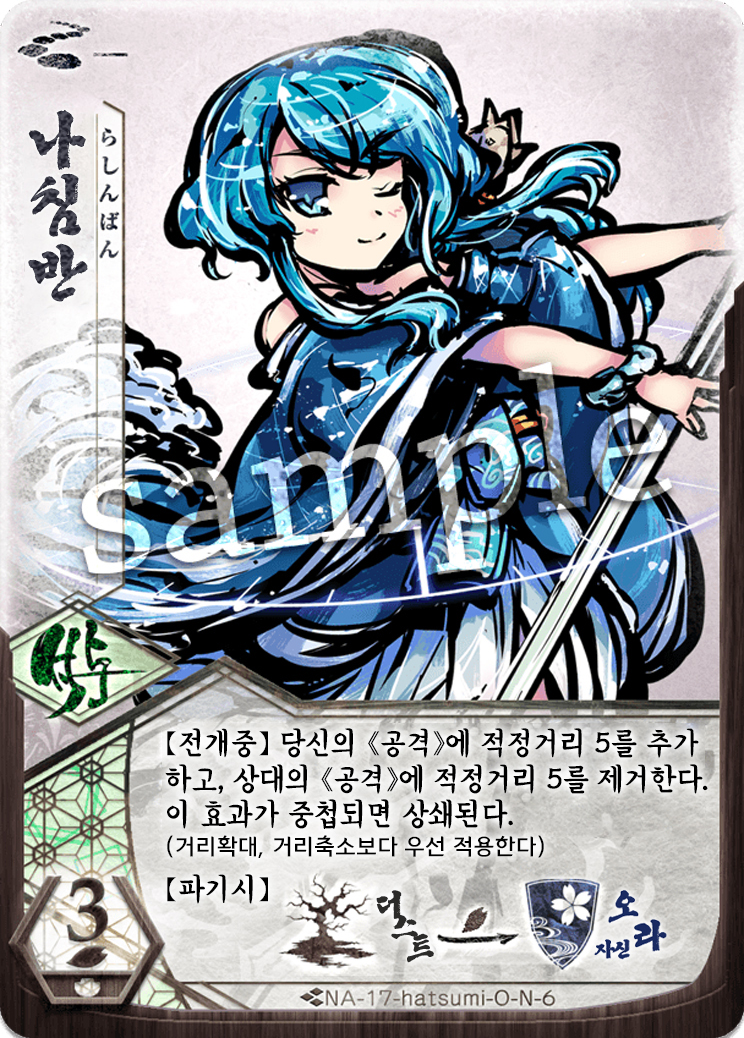 나침반
らしんばん
sample
부여
【전개중】 당신의 《공격》에 적정거리 5를 추가
하고, 상대의 《공격》에 적정거리 5를 제거한다.
이 효과가 중첩되면 상쇄된다.
(거리확대, 거리축소보다 우선 적용한다)
【파기시】
더스트
자신 오라
3
NA-17-hatsumi-O-N-6